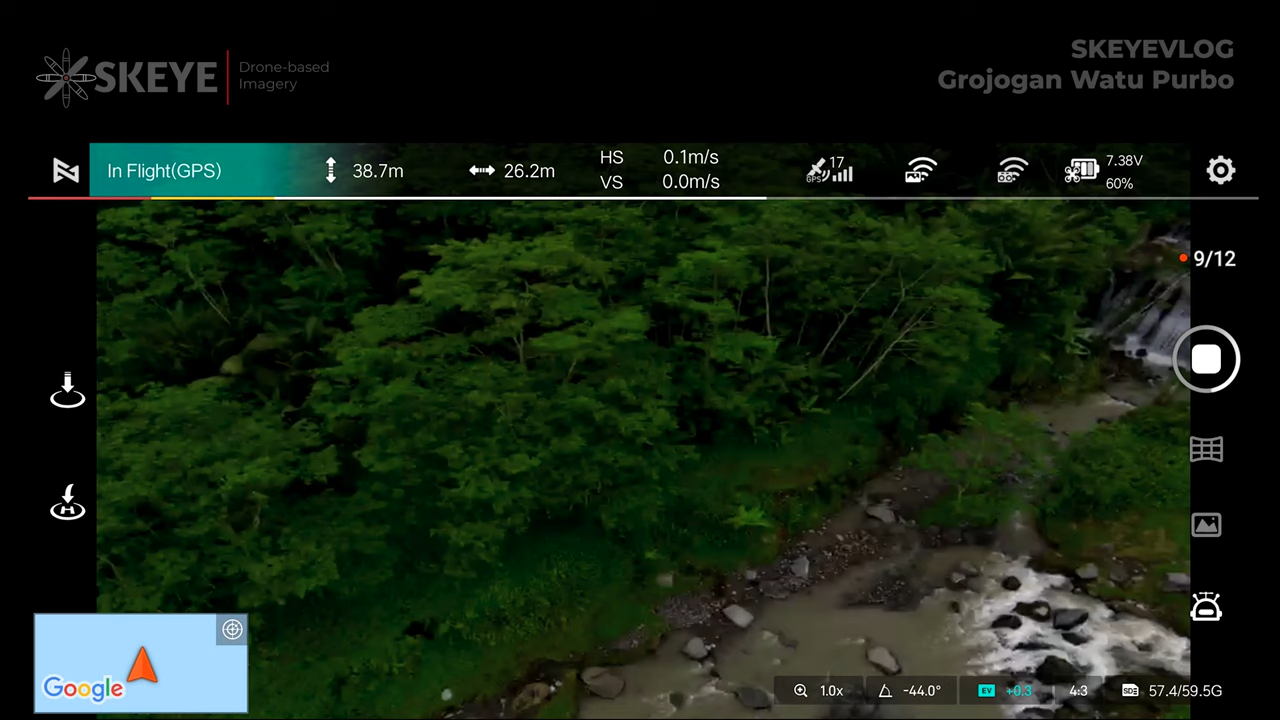 SKEYE
Drone-based
Imagery
SKEYEVLOG
Grojogan Watu Purbo
In Flight(GPS)
38.7m
26.2m
HS 0.1m/s
VS 0.0m/s
GPS
17
7.38V
60%
9/12
H
Google
1.0x
-44.0°
EV +0.3
4:3
SD
57.4/59.5G